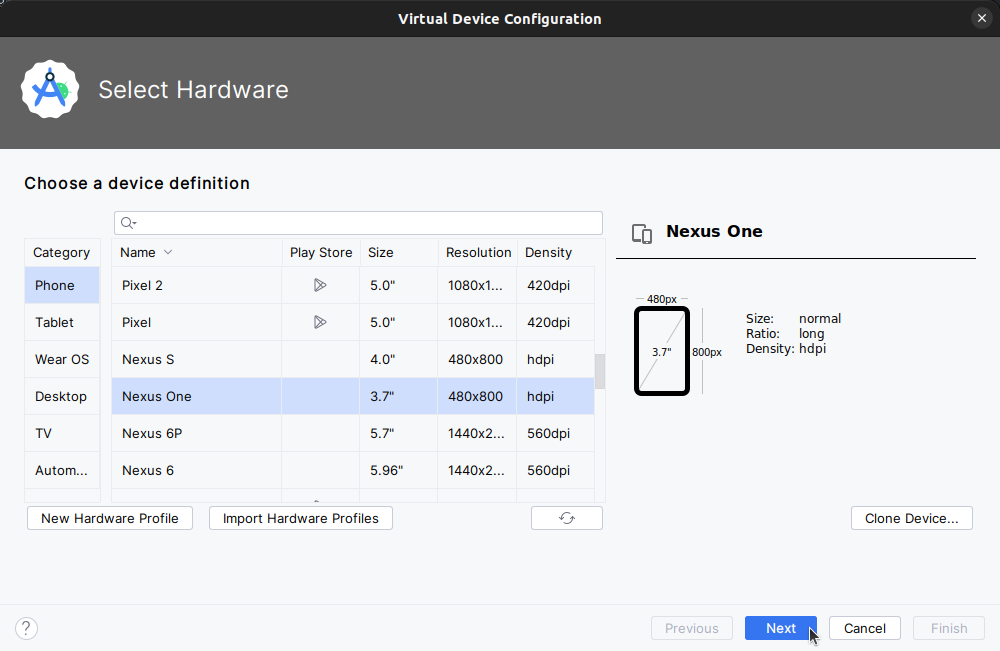 Virtual Device Configuration
Select Hardware
Choose a device definition
Category
Phone
Tablet
Wear OS
Desktop
TV
Autom...
Name Play Store Size Resolution Density
Pixel 2 5.0" 1080x1... 420dpi
Pixel 5.0" 1080x1... 420dpi
Nexus S 4.0" 480x800 hdpi
Nexus One 3.7" 480x800 hdpi
Nexus 6P 5.7" 1440x2... 560dpi
Nexus 6 5.96" 1440x2... 560dpi
New Hardware Profile
Import Hardware Profiles
Nexus One
480px
3.7"
800px
Size: normal
Ratio: long
Density: hdpi
Clone Device...
?
Previous
Next
Cancel
Finish